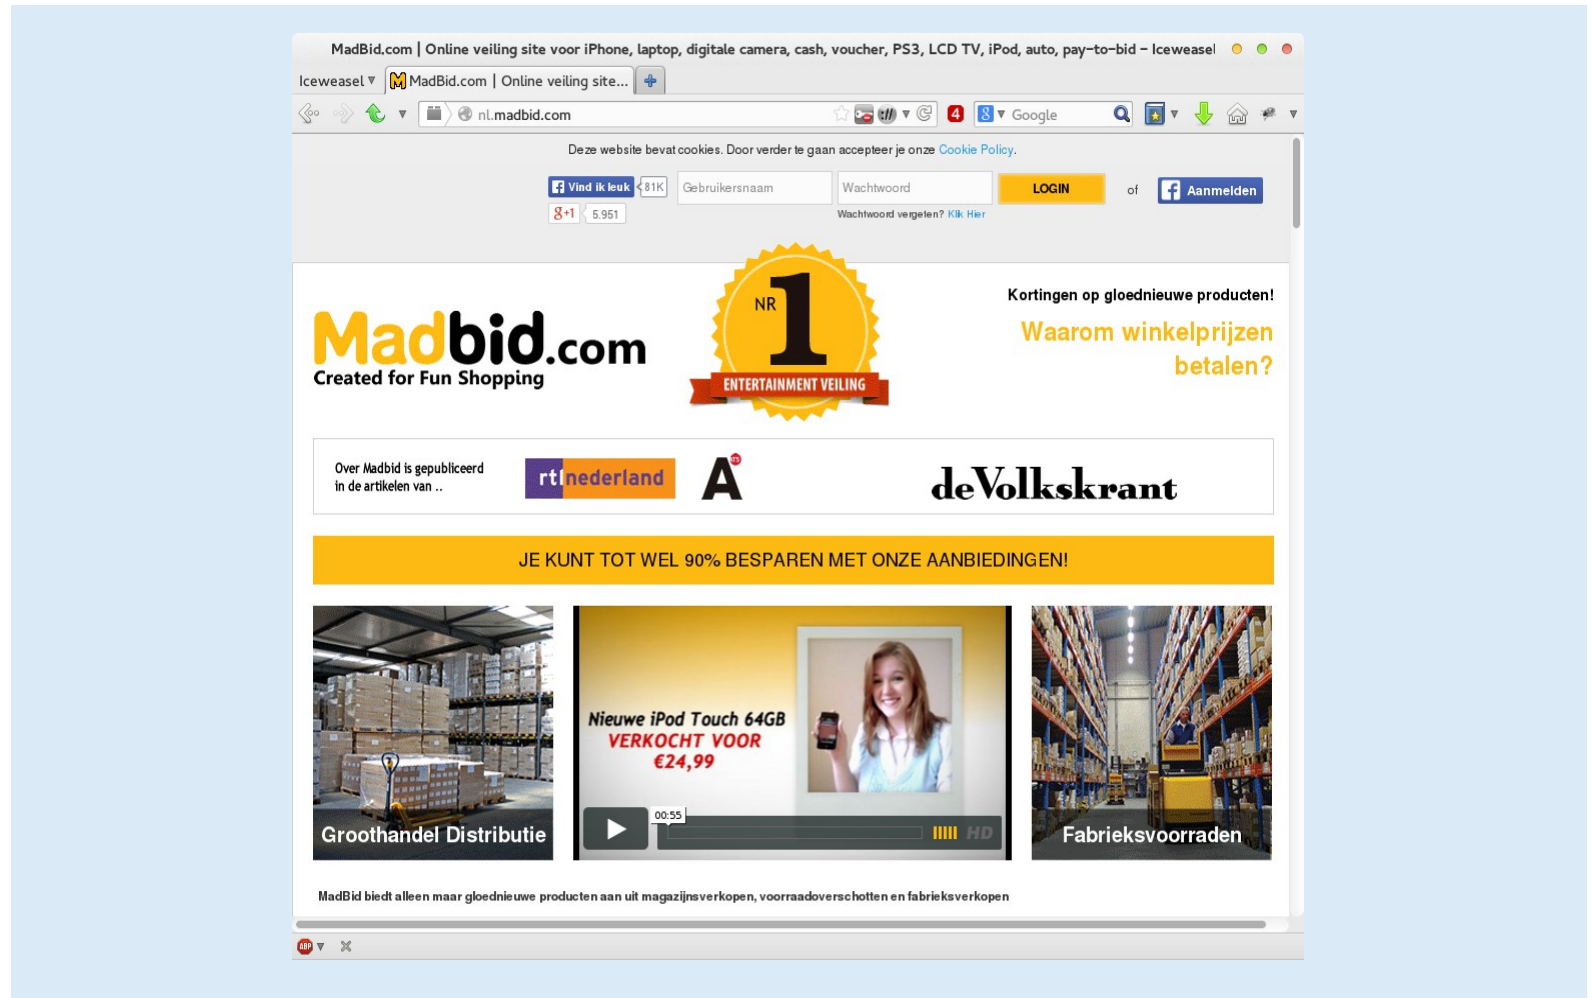 MadBid.com | Online veiling site voor iPhone, laptop, digitale camera, cash, voucher, PS3, LCD TV, iPod, auto, pay-to-bid - Iceweasel
Iceweasel
MadBid.com | Online veiling site...
nl.madbid.com
4
Google
Deze website bevat cookies. Door verder te gaan accepteer je onze Cookie Policy.
Vind ik leuk 81K
Gebruikersnaam
Wachtwoord
LOGIN
of
Aanmelden
g+1 5.951
Wachtwoord vergeten? Klik Hier
NR 1
ENTERTAINMENT VEILING
Madbid.com
Created for Fun Shopping
Kortingen op gloednieuwe producten!
Waarom winkelprijzen
betalen?
Over Madbid is gepubliceerd
in de artikelen van ..
rtl nederland
A
deVolkskrant
JE KUNT TOT WEL 90% BESPAREN MET ONZE AANBIEDINGEN!
Groothandel Distributie
Nieuwe iPod Touch 64GB
VERKOCHT VOOR
€24,99
00:55
HD
Fabrieksvoorraden
MadBid biedt alleen maar gloednieuwe producten aan uit magazijnsverkopen, voorraadoverschotten en fabrieksverkopen
ABP